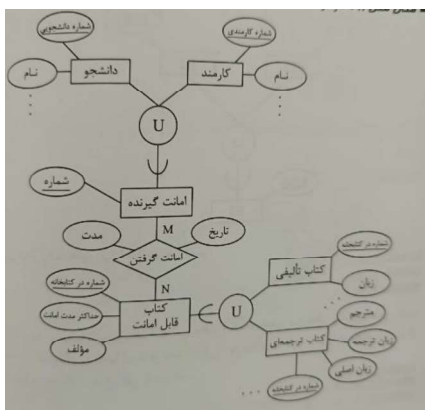 شماره دانشجویی
شماره کارمندی
نام
دانشجو
کارمند
نام
U
شماره
امانت گیرنده
M
مدت
تاریخ
امانت گرفتن
N
شماره در کتابخانه
حداکثر مدت امانت
مؤلف
کتاب
قابل امانت
U
شماره در کتابخانه
کتاب تألیفی
زبان
مترجم
کتاب ترجمه‌ای
زبان ترجمه
زبان اصلی
شماره در کتابخانه